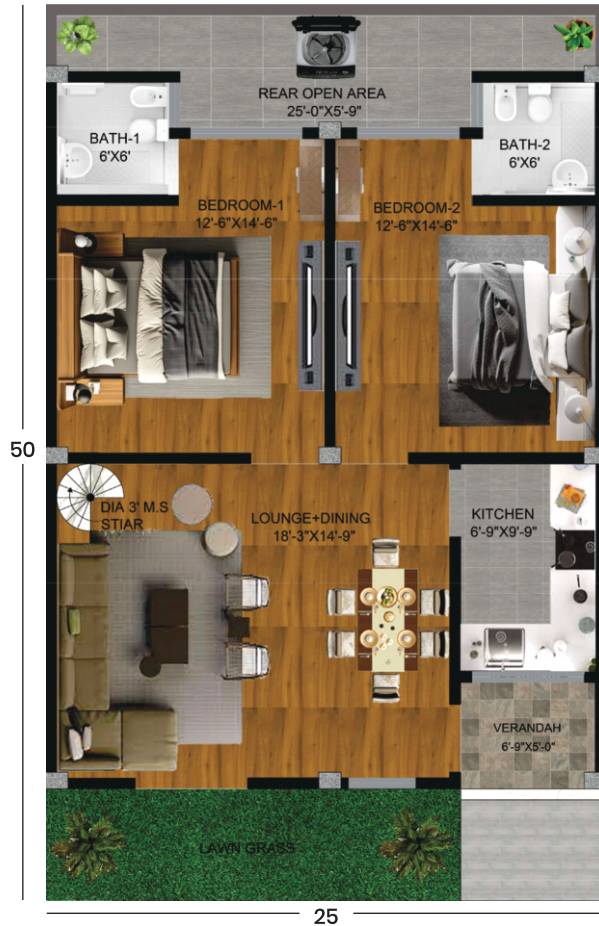 REAR OPEN AREA
25'-0"X5'-9"
BATH-1
6'X6'
BATH-2
6'X6'
BEDROOM-1
12'-6"X14'-6"
BEDROOM-2
12'-6"X14'-6"
50
DIA 3' M.S
STIAR
LOUNGE+DINING
18'-3"X14'-9"
KITCHEN
6'-9"X9'-9"
VERANDAH
6'-9"X5'-0"
LAWN GRASS
25